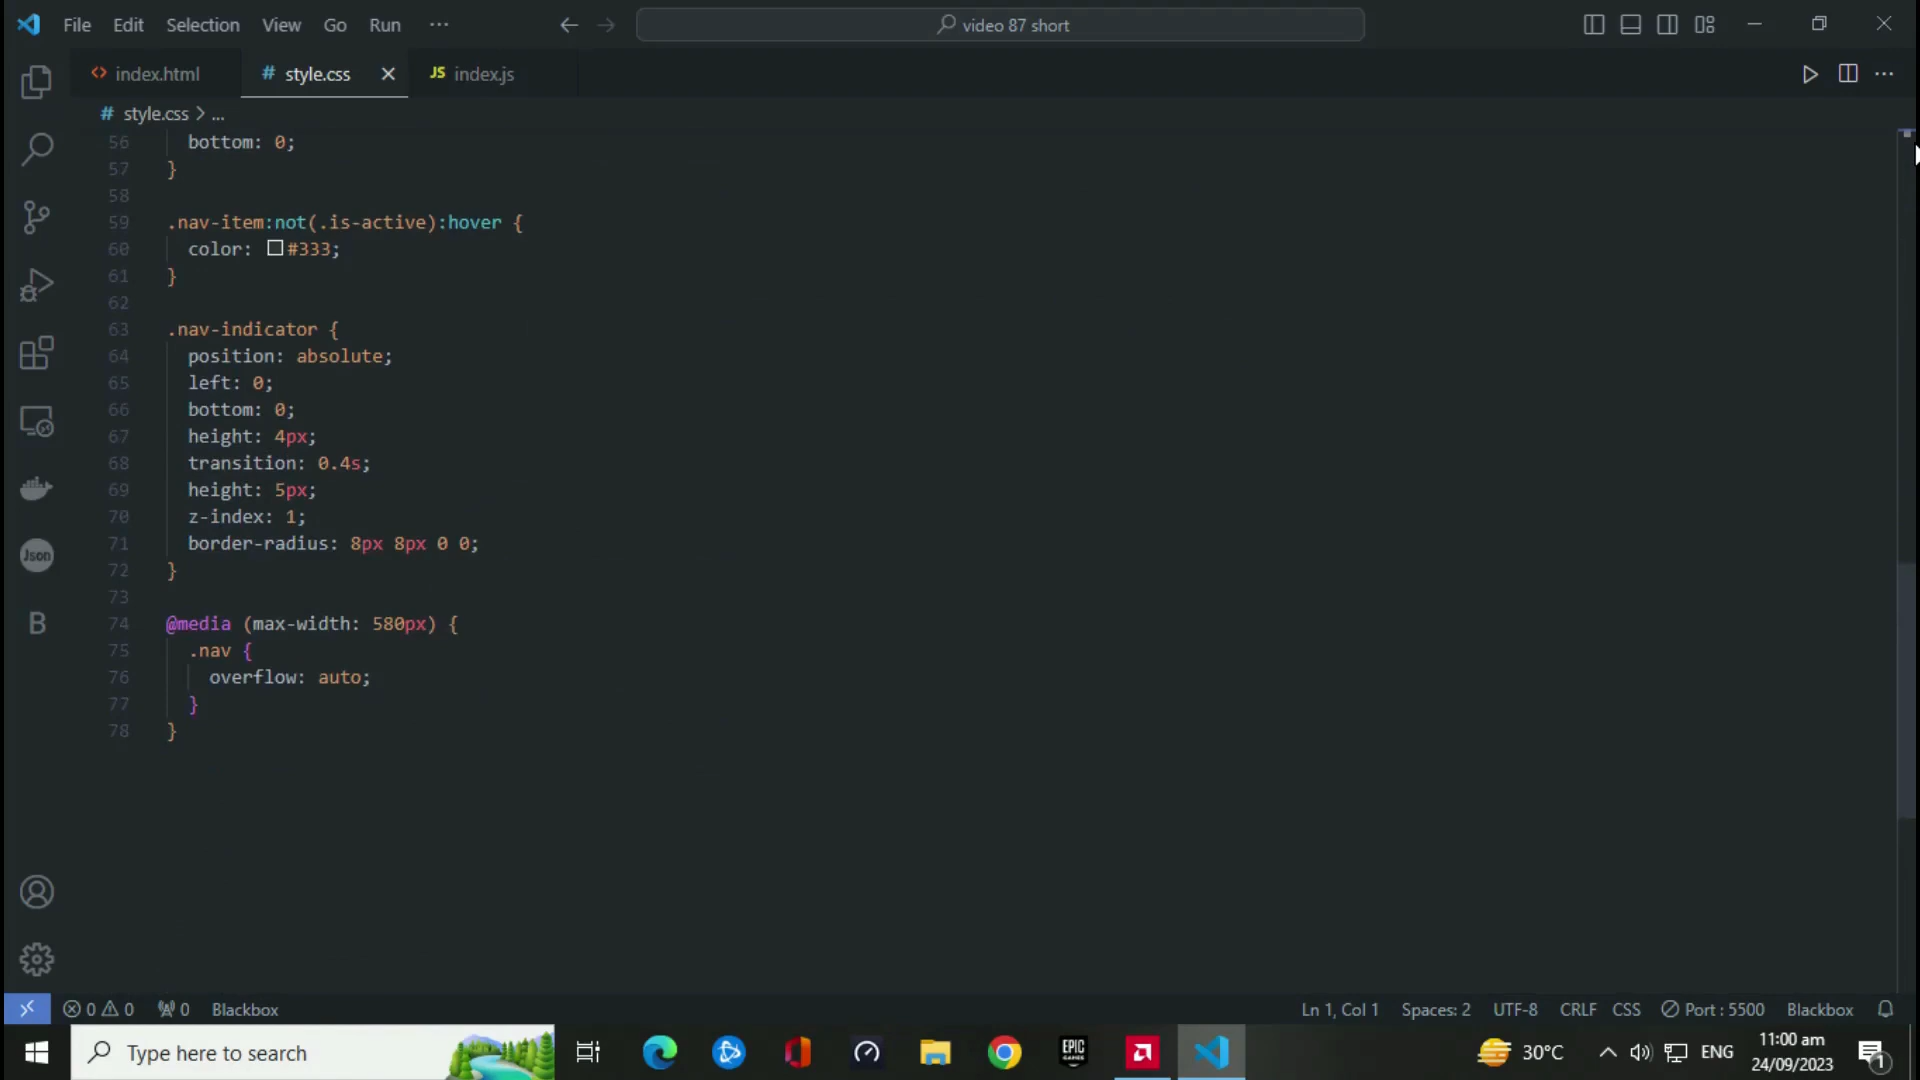 File Edit Selection View Go Run ···
video 87 short
index.html
# style.css
JS index.js
# style.css > ...
56 bottom: 0;
57 }
58
59 .nav-item:not(.is-active):hover {
60 color: #333;
61 }
62
63 .nav-indicator {
64 position: absolute;
65 left: 0;
66 bottom: 0;
67 height: 4px;
68 transition: 0.4s;
69 height: 5px;
70 z-index: 1;
71 border-radius: 8px 8px 0 0;
72 }
73
74 @media (max-width: 580px) {
75 .nav {
76 overflow: auto;
77 }
78 }
Json
B
0 0 0 Blackbox
Ln 1, Col 1 Spaces: 2 UTF-8 CRLF CSS Port : 5500 Blackbox
Type here to search
EPIC
GAMES
30°C
ENG
11:00 am
24/09/2023
1